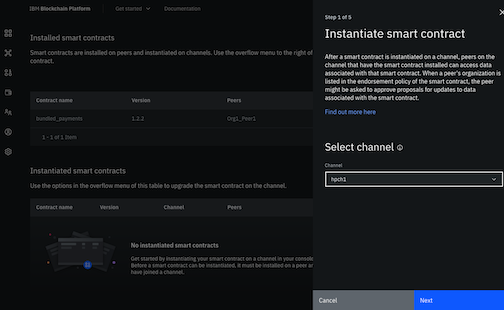 IBM Blockchain Platform
Get started
Documentation
Installed smart contracts
Smart contracts are installed on peers and instantiated on channels. Use the overflow menu to the right of
contract.
Contract name Version Peers
bundled_payments 1.2.2 Org1_Peer1
1 - 1 of 1 item
Instantiated smart contracts
Use the options in the overflow menu of this table to upgrade the smart contract on the channel.
Contract name Version Channel Peers
No instantiated smart contracts
Get started by instantiating your smart contract on a channel in your console
Before a smart contract can be instantiated, it must be installed on a peer an
have joined a channel.
Step 1 of 5
Instantiate smart contract
After a smart contract is instantiated on a channel, peers on the
channel that have the smart contract installed can access data
associated with that smart contract. When a peer's organization is
listed in the endorsement policy of the smart contract, the peer
might be asked to approve proposals for updates to data
associated with the smart contract.
Find out more here
Select channel
Channel
hpch1
Cancel
Next